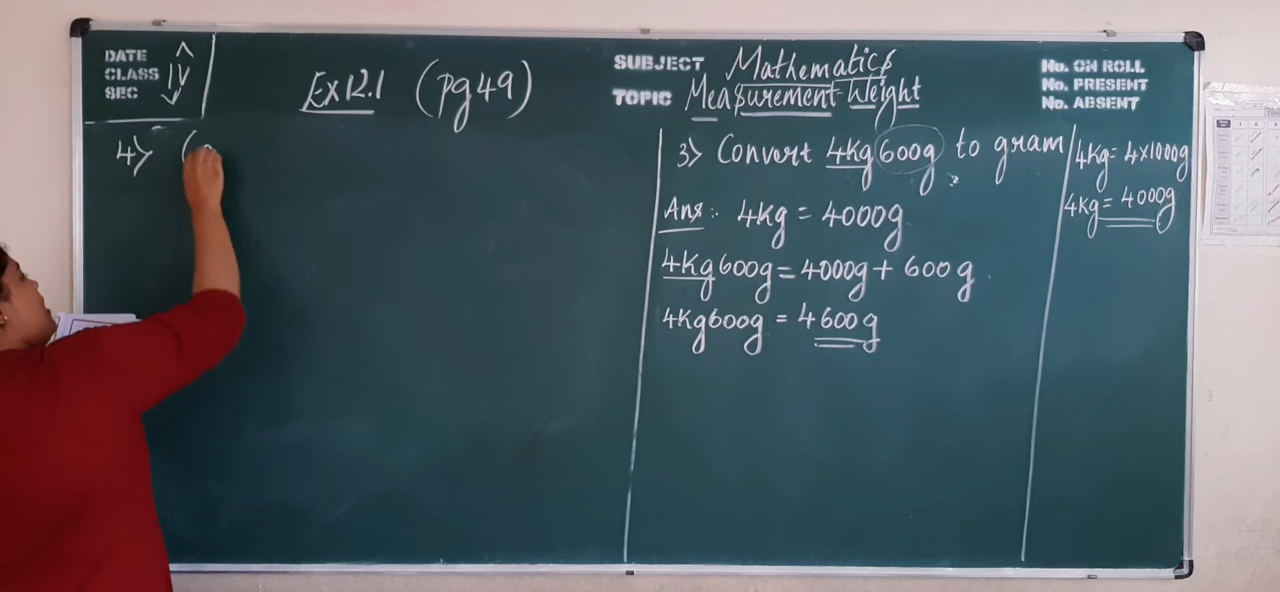 DATE
CLASS IV
SEC
Ex 12.1 (Pg 49)
SUBJECT Mathematics
TOPIC Measurement Weight
No. ON ROLL
No. PRESENT
No. ABSENT
4) (
3) Convert 4Kg 600g to gram
Ans:- 4Kg = 4000g
4Kg 600g = 4000g + 600g
4Kg 600g = 4600g
4Kg = 4×1000g
4Kg = 4000g